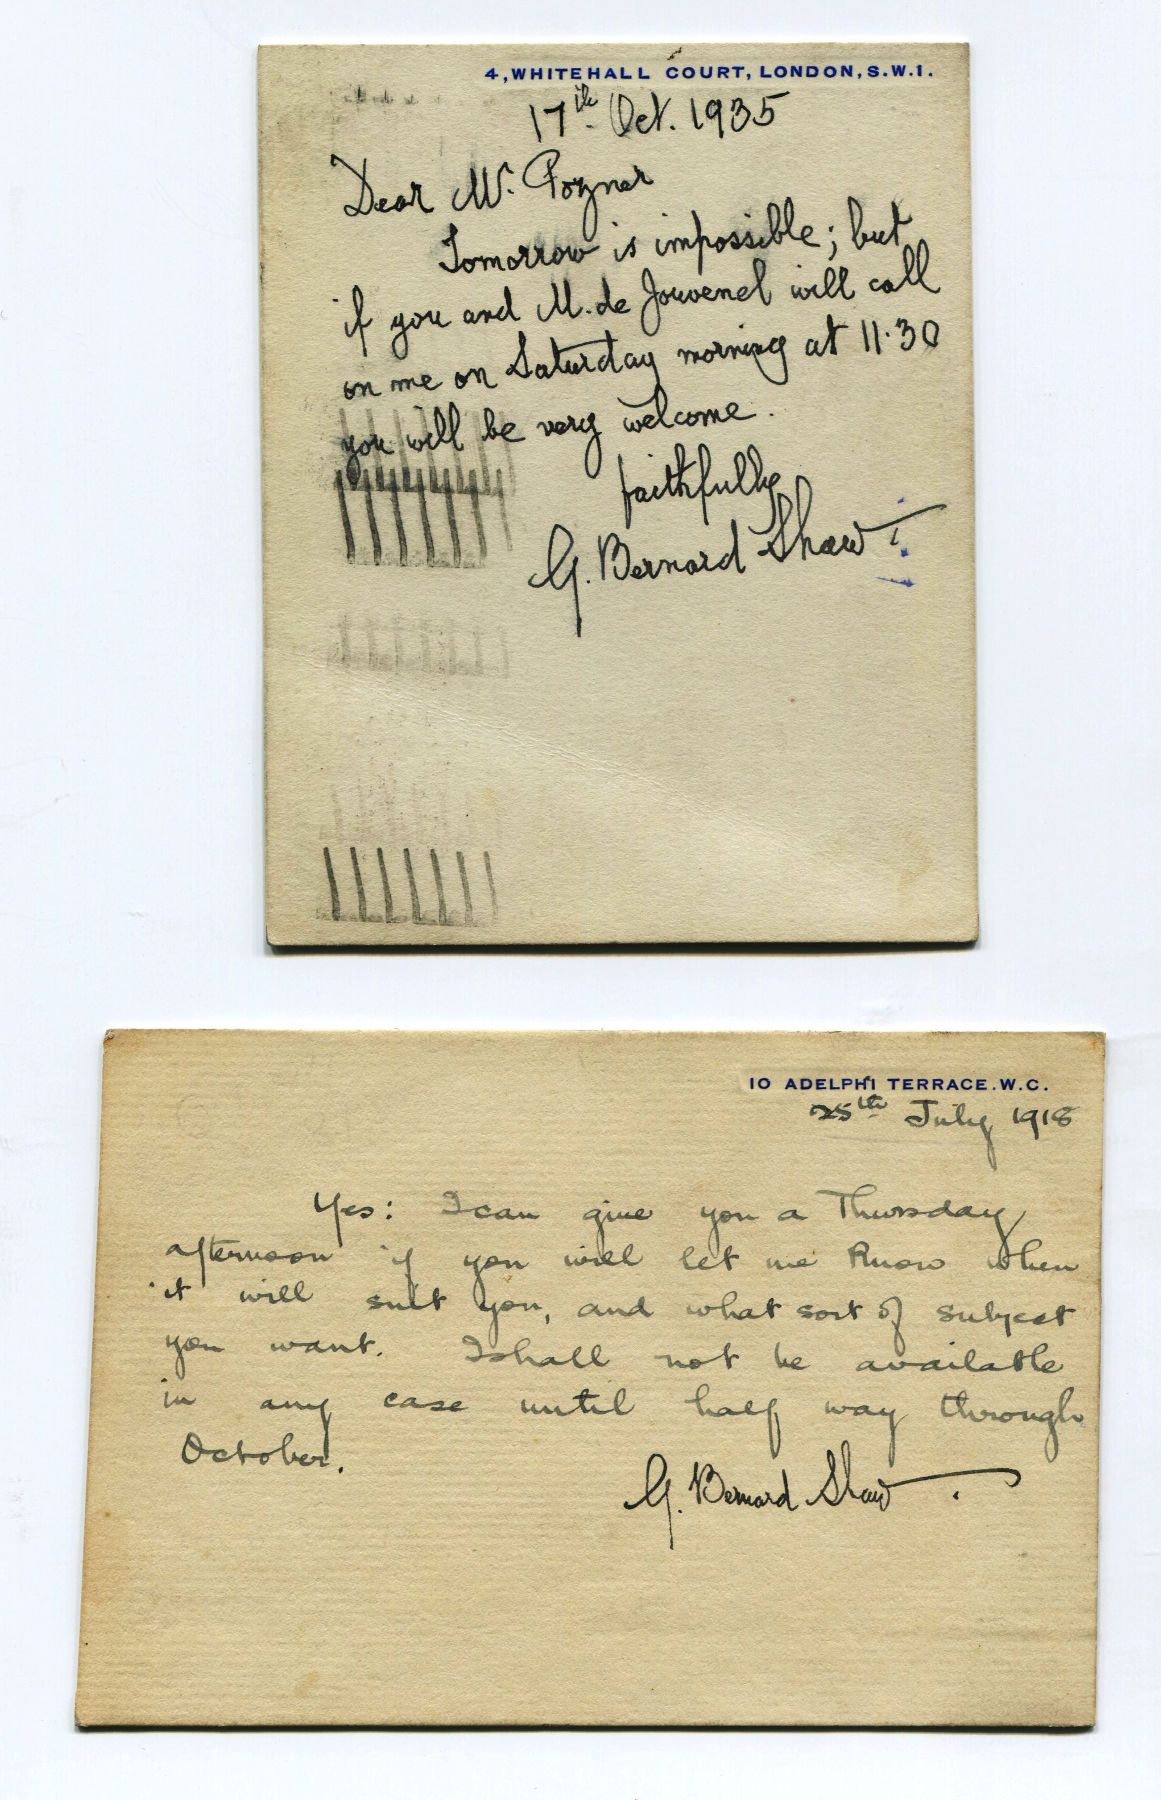 4, WHITEHALL COURT, LONDON, S.W.1.
17th Oct. 1935
Dear Mr. Pozner
Tomorrow is impossible; but
if you and M. de Jouvenel will call
on me on Saturday morning at 11.30
you will be very welcome.
faithfully
G. Bernard Shaw
10 ADELPHI TERRACE. W.C.
25th July 1918
Yes: I can give you a Thursday
afternoon if you will let me know when
it will suit you, and what sort of subject
you want. I shall not be available
in any case until half way through
October.
G. Bernard Shaw